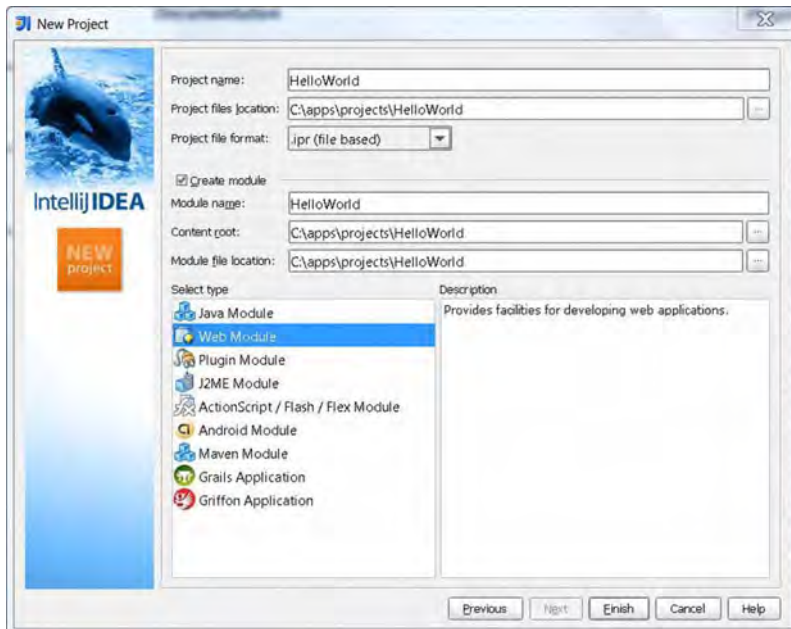 New Project
Project name: HelloWorld
Project files location: C:\apps\projects\HelloWorld ...
Project file format: .ipr (file based)
Create module
IntelliJ IDEA
Module name: HelloWorld
Content root: C:\apps\projects\HelloWorld ...
NEW
project
Module file location: C:\apps\projects\HelloWorld ...
Select type
Description
Java Module
Provides facilities for developing web applications.
Web Module
Plugin Module
J2ME Module
ActionScript / Flash / Flex Module
Android Module
Maven Module
Grails Application
Griffon Application
Previous Next Finish Cancel Help